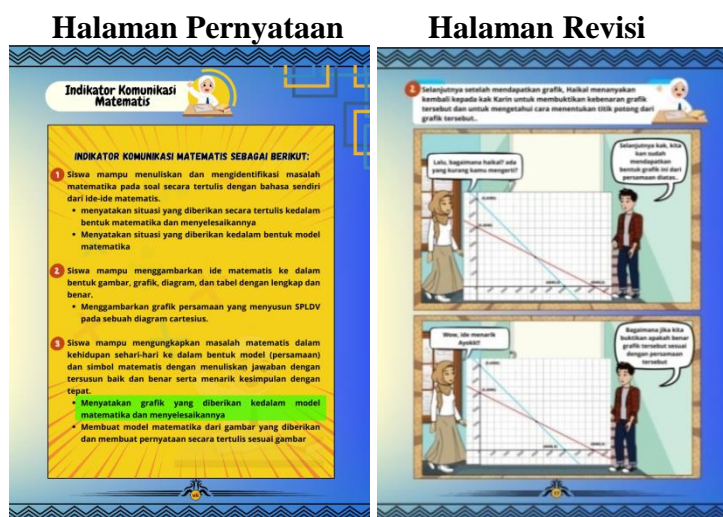 Halaman Pernyataan
Halaman Revisi
Indikator Komunikasi
Matematis
INDIKATOR KOMUNIKASI MATEMATIS SEBAGAI BERIKUT:
1 Siswa mampu menuliskan dan mengidentifikasi masalah
matematika pada soal secara tertulis dengan bahasa sendiri
dari ide-ide matematis.
• menyatakan situasi yang diberikan secara tertulis kedalam
bentuk matematika dan menyelesaikannya
• Menyatakan situasi yang diberikan kedalam bentuk model
matematika
2 Siswa mampu menggambarkan ide matematis ke dalam
bentuk gambar, grafik, diagram, dan tabel dengan lengkap dan
benar.
• Menggambarkan grafik persamaan yang menyusun SPLDV
pada sebuah diagram cartesius.
3 Siswa mampu mengungkapkan masalah matematis dalam
kehidupan sehari-hari ke dalam bentuk model (persamaan)
dan simbol matematis dengan menuliskan jawaban dengan
tersusun baik dan benar serta menarik kesimpulan dengan
tepat.
• Menyatakan grafik yang diberikan kedalam model
matematika dan menyelesaikannya
• Membuat model matematika dari gambar yang diberikan
dan membuat pernyataan secara tertulis sesuai gambar
2 Selanjutnya setelah mendapatkan grafik, Haikal menanyakan
kembali kepada kak Karin untuk membuktikan kebenaran grafik
tersebut dan untuk mengetahui cara menentukan titik potong dari
grafik tersebut..
Lalu, bagaimana haikal? ada
yang kurang kamu mengerti?
Selanjutnya kak, kita
kan sudah
mendapatkan
bentuk grafik ini dari
persamaan diatas..
Wow, ide menarik
Ayokk!!
Bagaimana jika kita
buktikan apakah benar
grafik tersebut sesuai
dengan persamaan
tersebut